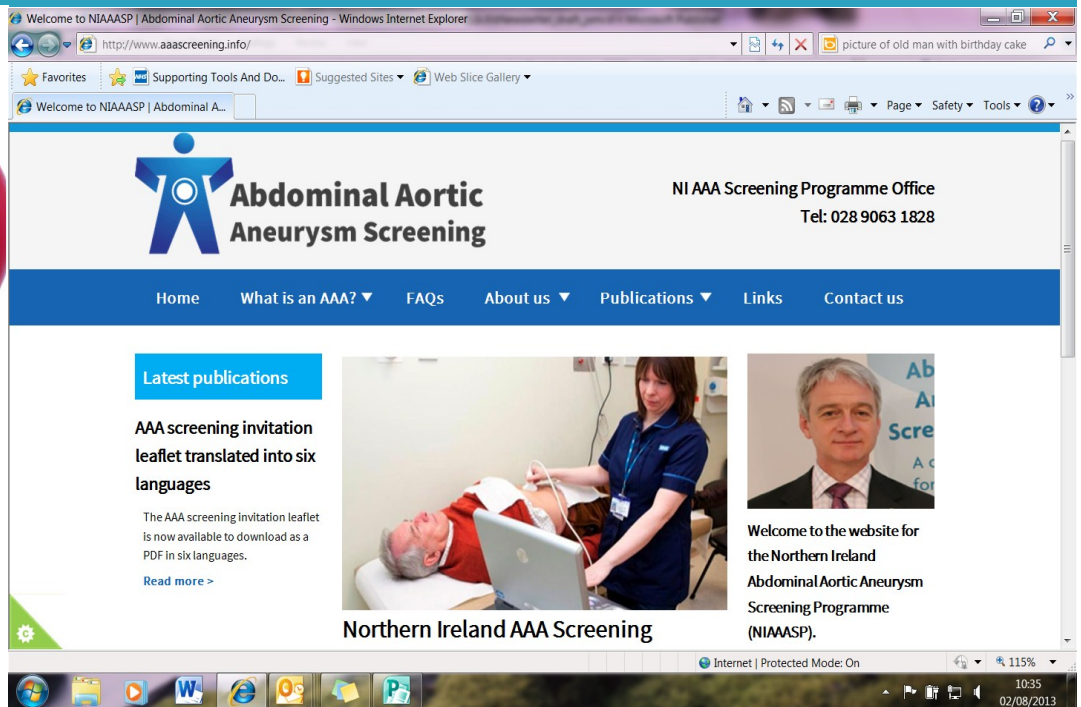 Welcome to NIAAASP | Abdominal Aortic Aneurysm Screening - Windows Internet Explorer
http://www.aaascreening.info/
picture of old man with birthday cake
Favorites
Supporting Tools And Do...
Suggested Sites
Web Slice Gallery
Welcome to NIAAASP | Abdominal A...
Page
Safety
Tools
Abdominal Aortic
Aneurysm Screening
NI AAA Screening Programme Office
Tel: 028 9063 1828
Home
What is an AAA?
FAQs
About us
Publications
Links
Contact us
Latest publications
AAA screening invitation
leaflet translated into six
languages
The AAA screening invitation leaflet
is now available to download as a
PDF in six languages.
Read more >
Northern Ireland AAA Screening
Ab
A
Scre
A c
for
Welcome to the website for
the Northern Ireland
Abdominal Aortic Aneurysm
Screening Programme
(NIAAASP).
Internet | Protected Mode: On
115%
10:35
02/08/2013